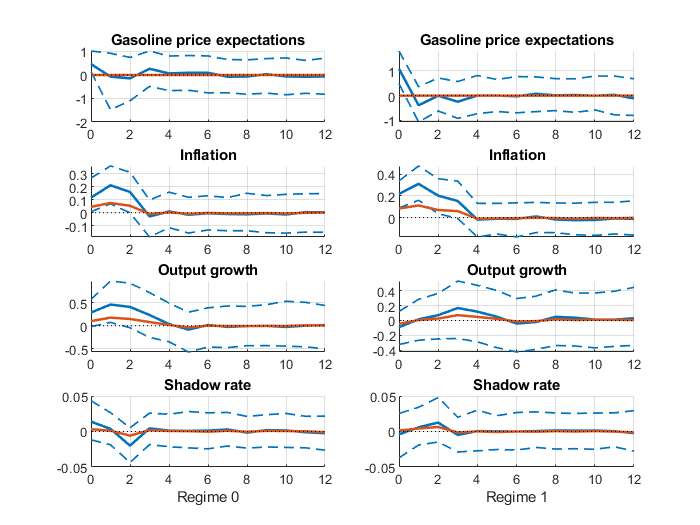 Gasoline price expectations
1
0
-1
-2
0 2 4 6 8 10 12
Gasoline price expectations
1
0
-1
0 2 4 6 8 10 12
Inflation
0.3
0.2
0.1
0
-0.1
0 2 4 6 8 10 12
Inflation
0.4
0.2
0
0 2 4 6 8 10 12
Output growth
0.5
0
-0.5
0 2 4 6 8 10 12
Output growth
0.4
0.2
0
-0.2
-0.4
0 2 4 6 8 10 12
Shadow rate
0.05
0
-0.05
0 2 4 6 8 10 12
Regime 0
Shadow rate
0.05
0
-0.05
0 2 4 6 8 10 12
Regime 1